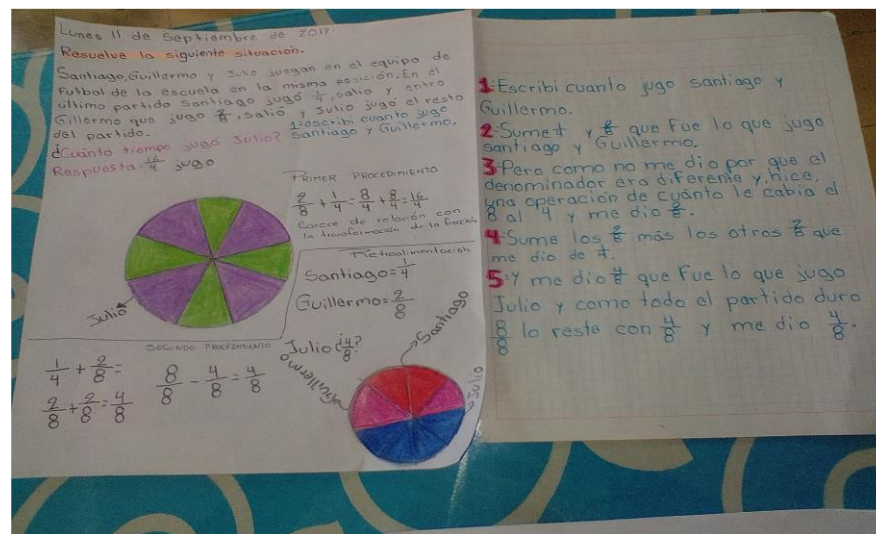 Lunes 11 de Septiembre de 2017.
Resuelve la siguiente situación.
Santiago, Guillermo y Julio juegan en el equipo de
Futbol de la escuela en la misma posición. En el
último partido Santiago jugó 1/4, salio y entro
Gillermo que jugo 2/8, salió y Julio jugó el resto
del partido.
1=escribi cuanto jugo
¿Cuánto tiempo jugó Julio? Santiago y Guillermo.
Respuesta = 16/4 jugo
PRIMER PROCEDIMIENTO
2/8 + 1/4 = 8/4 + 8/4 = 16/4
Carece de relación con
la transformación de la fracción
Julio
Retroalimentación
Santiago = 1/4
Guillermo = 2/8
Julio ¿4/8?
Santiago
Guillermo
Julio
SEGUNDO PROCEDIMIENTO
1/4 + 2/8 =
2/8 + 2/8 = 4/8
8/8 - 4/8 = 4/8
1=Escribi cuanto jugo santiago y
Guillermo.
2=Sume 1/4 y 2/8 que fue lo que jugo
santiago y Guillermo.
3=Pero como no me dio por que el
denominador era diferente y, hice,
una operación de cuánto le cabia el
8 al 4 y me dio 2/8.
4=Sume los 2/8 más los otros 2/8 que
me dio de 1/4.
5=Y me dio 4/8 que fue lo que jugo
Julio y como todo el partido duro
8/8 lo reste con 4/8 y me dio 4/8.